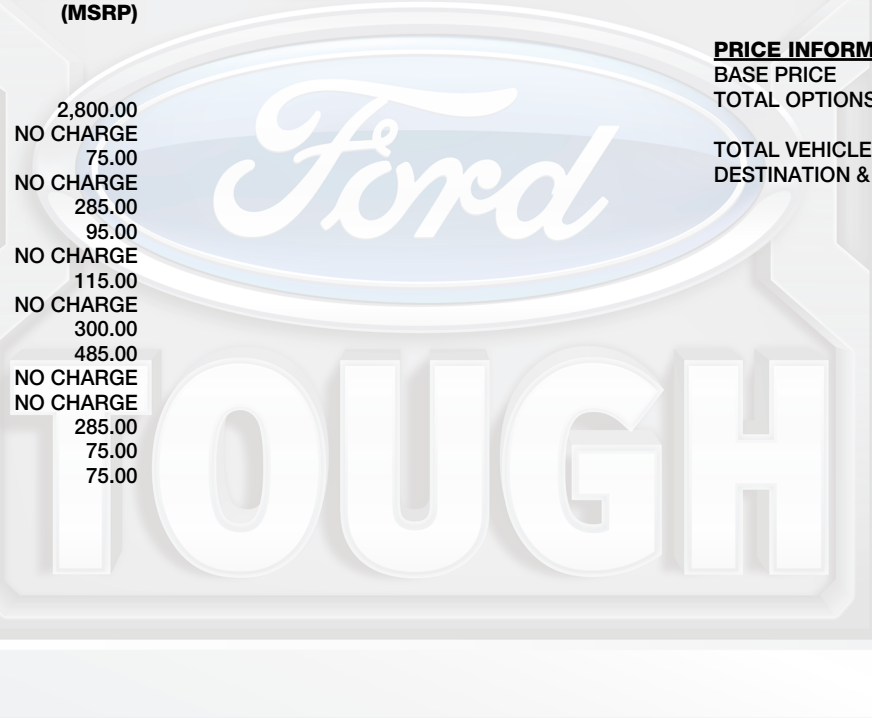 (MSRP)
2,800.00
NO CHARGE
75.00
NO CHARGE
285.00
95.00
NO CHARGE
115.00
NO CHARGE
300.00
485.00
NO CHARGE
NO CHARGE
285.00
75.00
75.00
PRICE INFORM
BASE PRICE
TOTAL OPTIONS
TOTAL VEHICLE
DESTINATION &
Ford
TOUGH